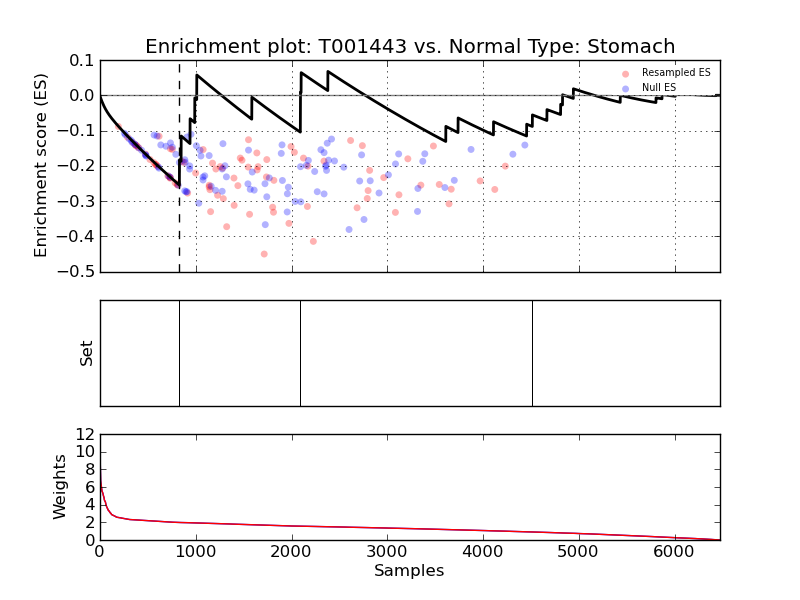 Enrichment plot: T001443 vs. Normal Type: Stomach
Enrichment score (ES)
0.1
0.0
−0.1
−0.2
−0.3
−0.4
−0.5
Resampled ES
Null ES
Set
Weights
12
10
8
6
4
2
0
0 1000 2000 3000 4000 5000 6000
Samples